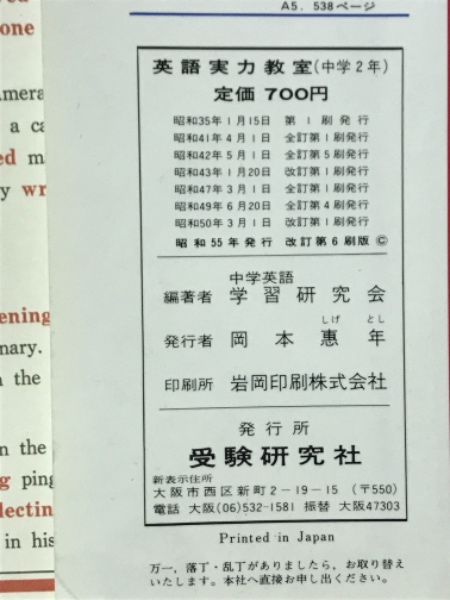 A5. 538ページ
one
amera
a ca
ed m
y wr
ening
nary.
the
n the
g ping
lectin
in his
英語実力教室(中学2年)
定価 700円
昭和35年1月15日 第1刷発行
昭和41年4月1日 全訂第1刷発行
昭和42年5月1日 全訂第5刷発行
昭和43年1月20日 改訂第1刷発行
昭和47年3月1日 全訂第1刷発行
昭和49年6月20日 全訂第4刷発行
昭和50年3月1日 改訂第1刷発行
昭和55年発行 改訂第6刷版 ©
中学英語
編著者 学習研究会
しげ とし
発行者 岡本惠年
印刷所 岩岡印刷株式会社
発行所
受験研究社
新表示住所
大阪市西区新町2-19-15 (〒550)
電話 大阪(06)532-1581 振替 大阪47303
Printed in Japan
万一,落丁・乱丁がありましたら,お取り替え
いたします。本社へ直接お申し出ください。